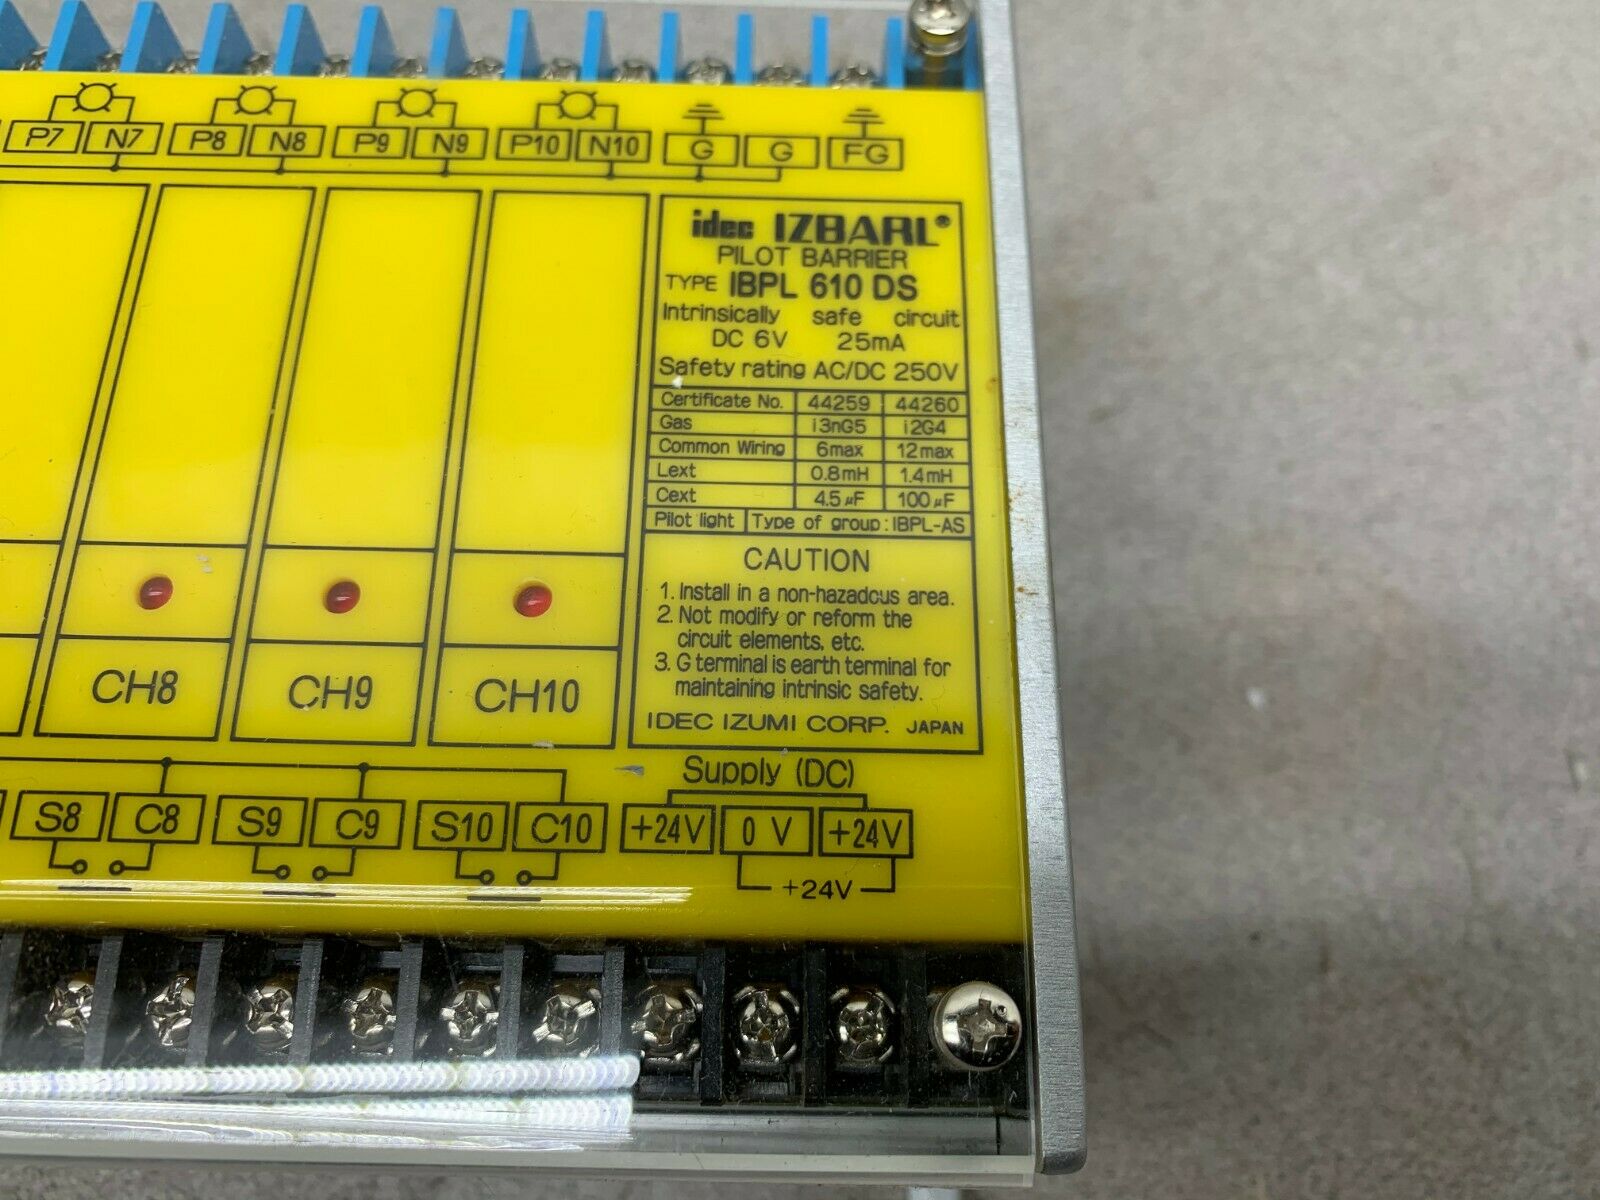 P7 N7 P8 N8 P9 N9 P10 N10 G G FG
idec IZBARL®
PILOT BARRIER
TYPE IBPL 610 DS
Intrinsically safe circuit
DC 6V 25mA
Safety rating AC/DC 250V
Certificate No. 44259 44260
Gas i3nG5 i2G4
Common Wiring 6max 12max
Lext 0.8mH 1.4mH
Cext 4.5µF 100µF
Pilot light Type of group: IBPL-AS
CAUTION
1. Install in a non-hazadcus area.
2. Not modify or reform the
circuit elements, etc.
3. G terminal is earth terminal for
maintaining intrinsic safety.
IDEC IZUMI CORP. JAPAN
CH8 CH9 CH10
Supply (DC)
S8 C8 S9 C9 S10 C10 +24V 0 V +24V
+24V